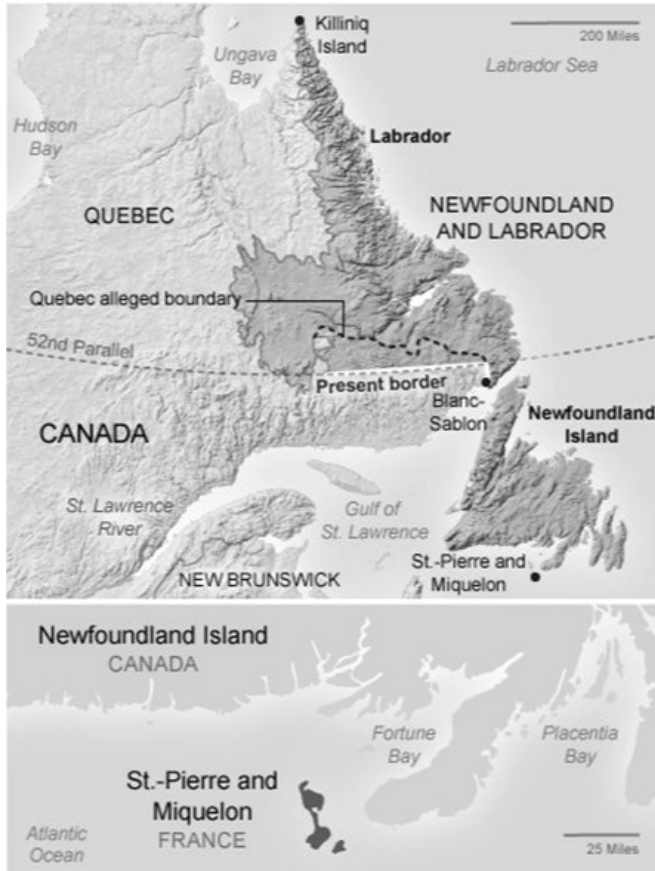 Killiniq
Island
200 Miles
Ungava
Bay
Labrador Sea
Hudson
Bay
Labrador
QUEBEC
NEWFOUNDLAND
AND LABRADOR
Quebec alleged boundary
52nd Parallel
Present border
Blanc-
Sablon
CANADA
Newfoundland
Island
St. Lawrence
River
Gulf of
St. Lawrence
St.-Pierre and
Miquelon
NEW BRUNSWICK
Newfoundland Island
CANADA
Fortune
Bay
Placentia
Bay
St.-Pierre and
Miquelon
FRANCE
Atlantic
Ocean
25 Miles